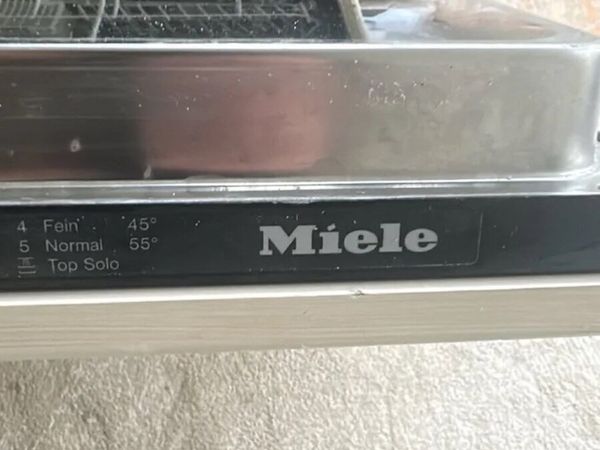 4 Fein 45°
5 Normal 55°
Top Solo
Miele